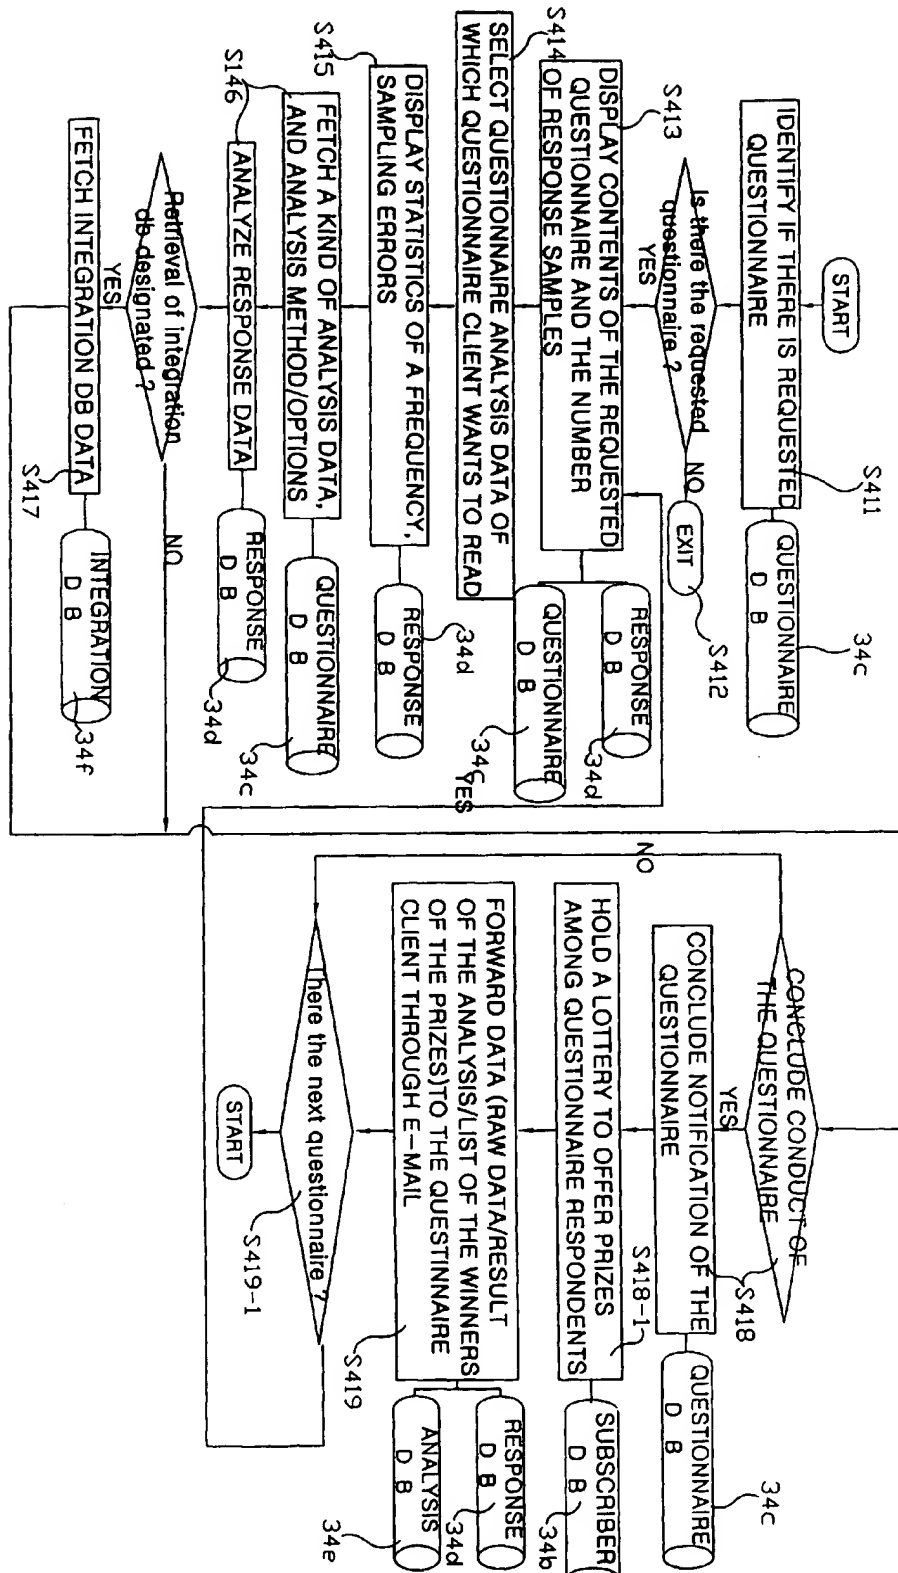 START
IDENTIFY IF THERE IS REQUESTED
QUESTIONNAIRE
S411
QUESTIONNAIRE
D B
34c
Is there the requested
questionnaire ?
NO
EXIT
S412
YES
S413
DISPLAY CONTENTS OF THE REQUESTED
QUESTIONNAIRE AND THE NUMBER
OF RESPONSE SAMPLES
RESPONSE
D B
34d
QUESTIONNAIRE
D B
34c
YES
S414
SELECT QUESTIONNAIRE ANALYSIS DATA OF
WHICH QUESTIONNAIRE CLIENT WANTS TO READ
S415
DISPLAY STATISTICS OF A FREQUENCY,
SAMPLING ERRORS
RESPONSE
D B
34d
S146
FETCH A KIND OF ANALYSIS DATA,
AND ANALYSIS METHOD/OPTIONS
QUESTIONNAIRE
D B
34c
ANALYZE RESPONSE DATA
RESPONSE
D B
34d
Retrieval of integration
db designated ?
NO
YES
FETCH INTEGRATION DB DATA
S417
INTEGRATION
D B
34f
CONCLUDE CONDUCT OF
THE QUESTIONNAIRE
NO
YES
S418
CONCLUDE NOTIFICATION OF THE
QUESTIONNAIRE
QUESTIONNAIRE
D B
34c
HOLD A LOTTERY TO OFFER PRIZES
AMONG QUESTIONNAIRE RESPONDENTS
S418-1
SUBSCRIBER
D B
34b
FORWARD DATA (RAW DATA/RESULT
OF THE ANALYSIS/LIST OF THE WINNERS
OF THE PRIZES)TO THE QUESTINNAIRE
CLIENT THROUGH E-MAIL
S419
RESPONSE
D B
34d
ANALYSIS
D B
34e
There the next questionnaire ?
S419-1
START